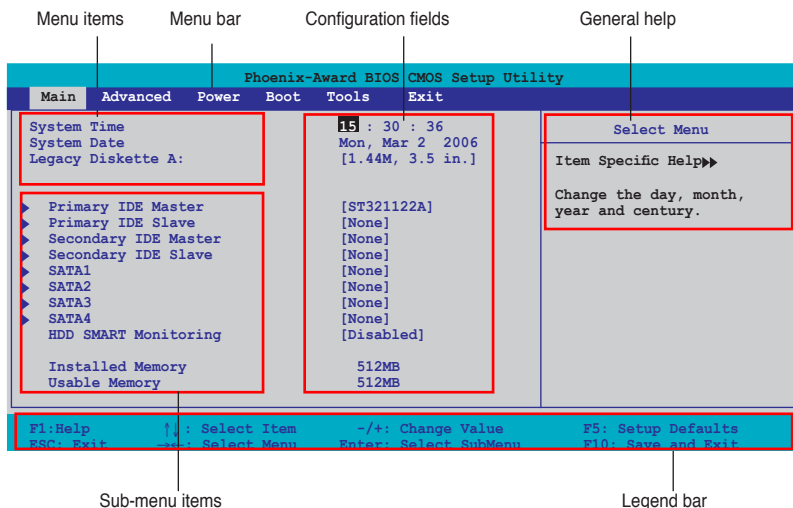 Menu items Menu bar Configuration fields General help
Phoenix-Award BIOS CMOS Setup Utility
Main Advanced Power Boot Tools Exit
System Time 15 : 30 : 36
System Date Mon, Mar 2 2006
Legacy Diskette A: [1.44M, 3.5 in.]
Primary IDE Master [ST321122A]
Primary IDE Slave [None]
Secondary IDE Master [None]
Secondary IDE Slave [None]
SATA1 [None]
SATA2 [None]
SATA3 [None]
SATA4 [None]
HDD SMART Monitoring [Disabled]
Installed Memory 512MB
Usable Memory 512MB
Select Menu
Item Specific Help▶▶
Change the day, month,
year and century.
F1:Help ↑↓: Select Item -/+: Change Value F5: Setup Defaults
ESC: Exit →←: Select Menu Enter: Select SubMenu F10: Save and Exit
Sub-menu items Legend bar